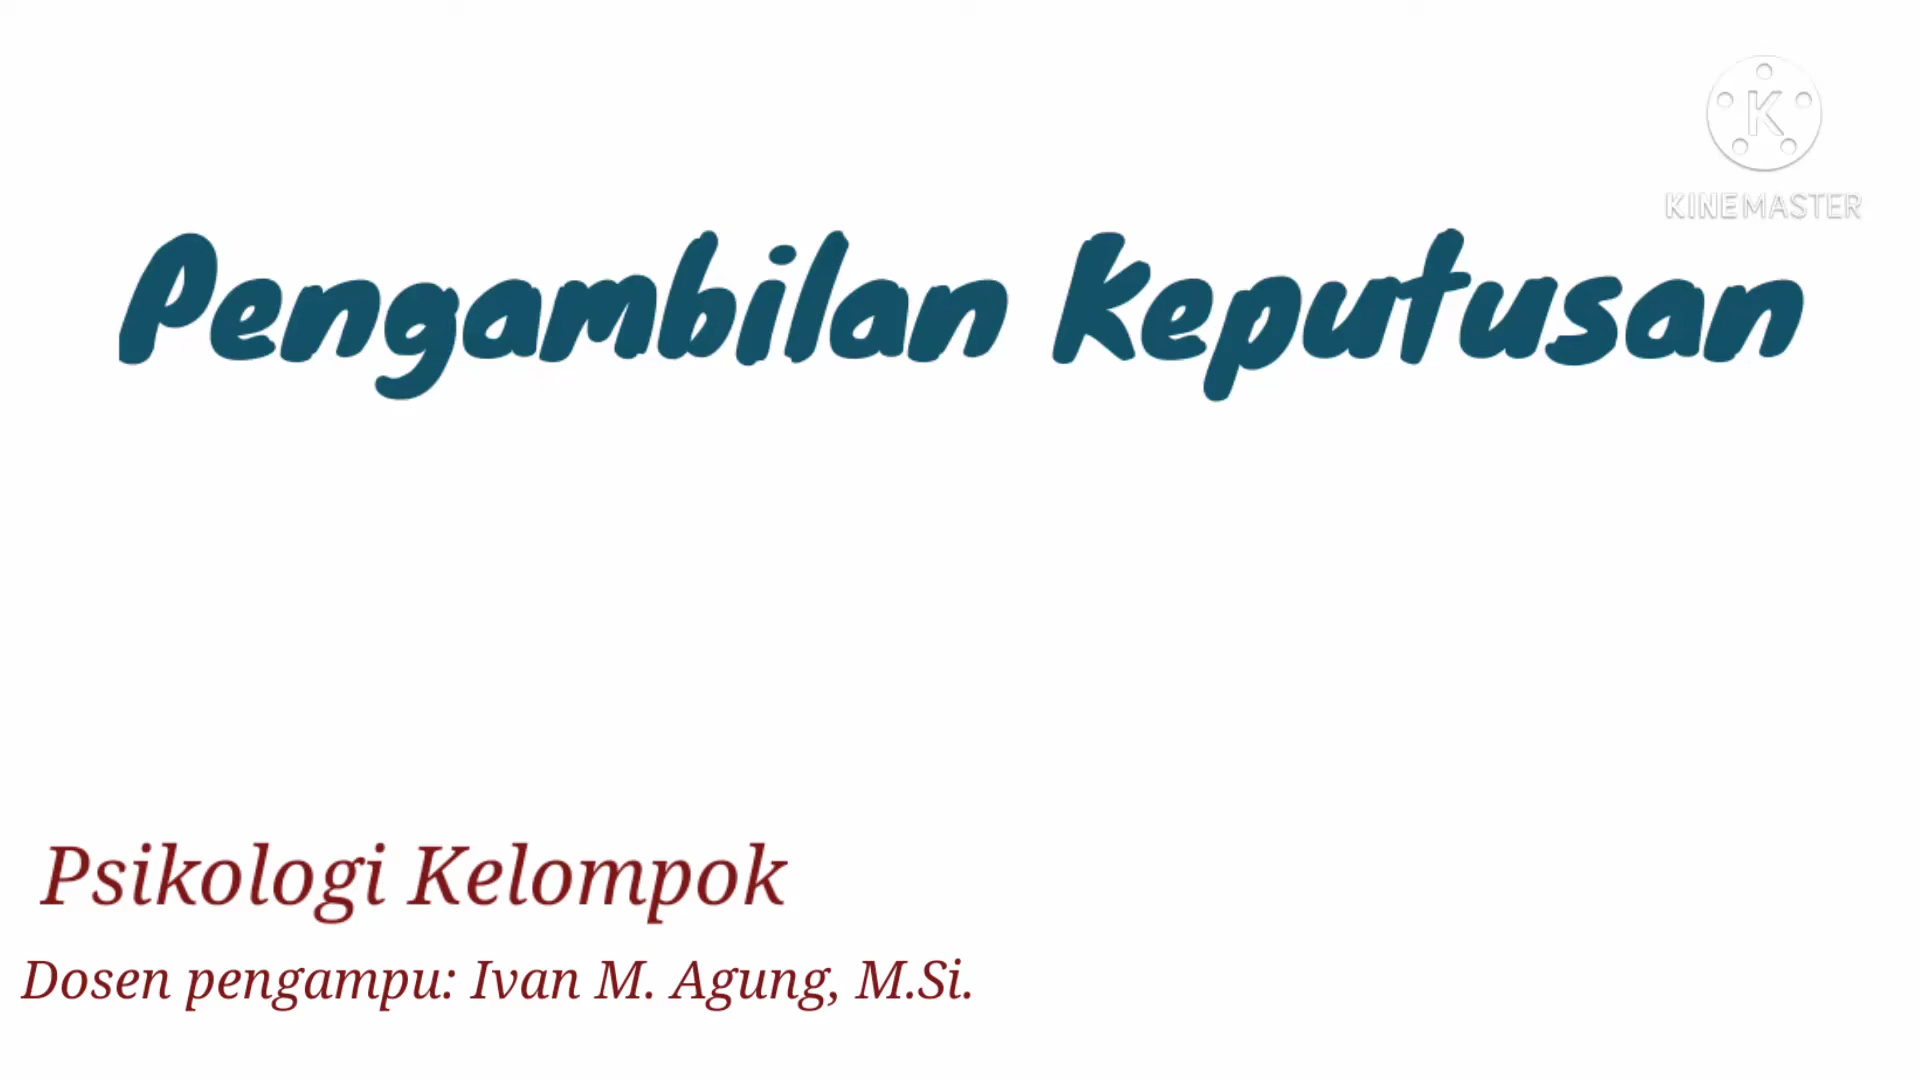 K
KINEMASTER
Pengambilan Keputusan
Psikologi Kelompok
Dosen pengampu: Ivan M. Agung, M.Si.